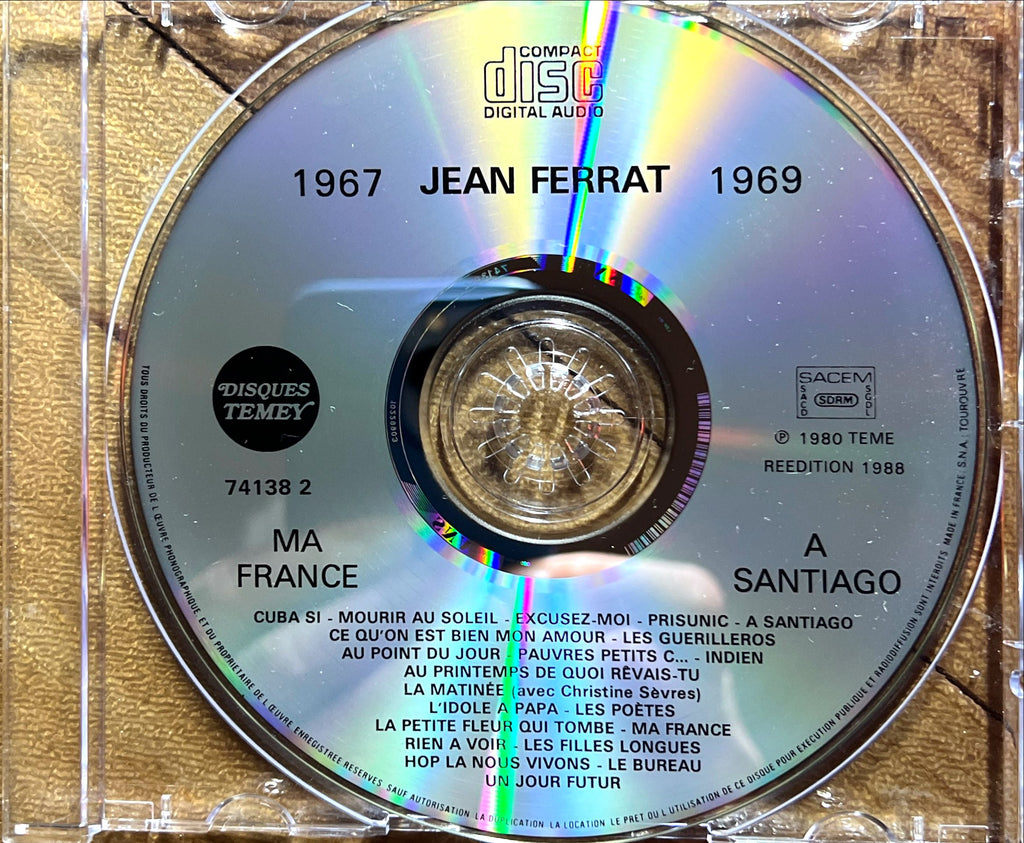 COMPACT
disc
DIGITAL AUDIO
1967 JEAN FERRAT 1969
DISQUES
TEMEY
74138 2
SACEM
SACD
SDRM
SGDL
℗ 1980 TEME
REEDITION 1988
MA
FRANCE
A
SANTIAGO
CUBA SI - MOURIR AU SOLEIL - EXCUSEZ-MOI - PRISUNIC - A SANTIAGO
CE QU'ON EST BIEN MON AMOUR - LES GUERILLEROS
AU POINT DU JOUR - PAUVRES PETITS C... - INDIEN
AU PRINTEMPS DE QUOI RÊVAIS-TU
LA MATINÉE (avec Christine Sèvres)
L'IDOLE A PAPA - LES POÈTES
LA PETITE FLEUR QUI TOMBE - MA FRANCE
RIEN A VOIR - LES FILLES LONGUES
HOP LA NOUS VIVONS - LE BUREAU
UN JOUR FUTUR
TOUS DROITS DU PRODUCTEUR DE L'ŒUVRE PHONOGRAPHIQUE ET DU PROPRIETAIRE DE L'ŒUVRE ENREGISTREE RESERVES. SAUF AUTORISATION LA DUPLICATION LA LOCATION LE PRET OU L'UTILISATION DE CE DISQUE POUR EXECUTION PUBLIQUE ET RADIODIFFUSION SONT INTERDITS. MADE IN FRANCE. S.N.A. TOUROUVRE